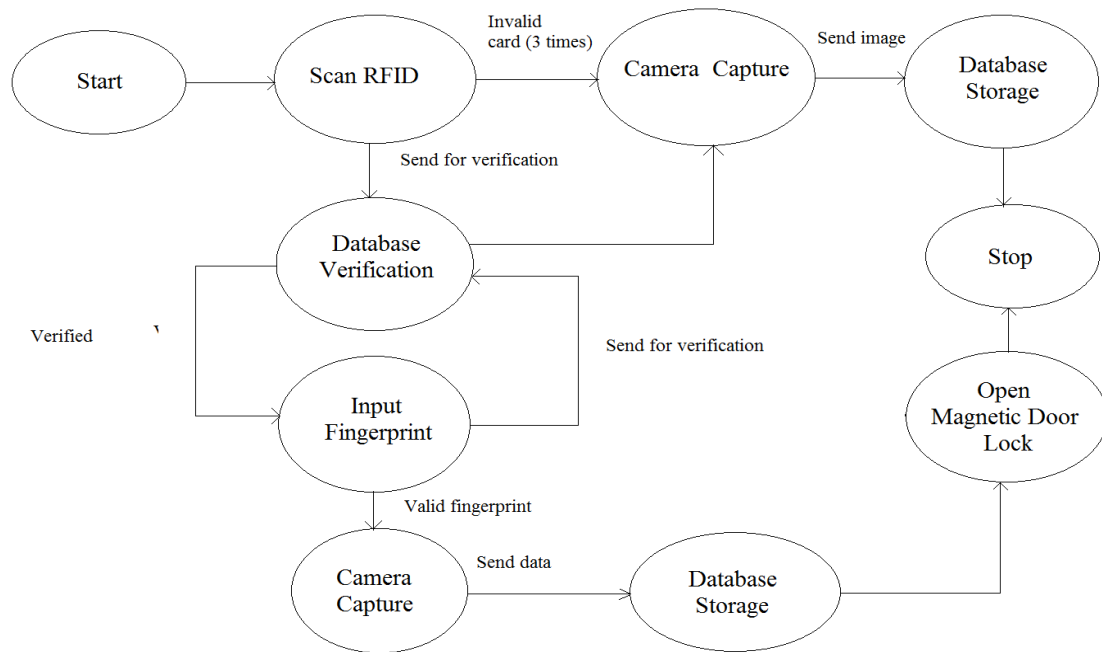 Start
Scan RFID
Invalid
card (3 times)
Camera Capture
Send image
Database
Storage
Send for verification
Database
Verification
Stop
Verified
Send for verification
Input
Fingerprint
Open
Magnetic Door
Lock
Valid fingerprint
Camera
Capture
Send data
Database
Storage